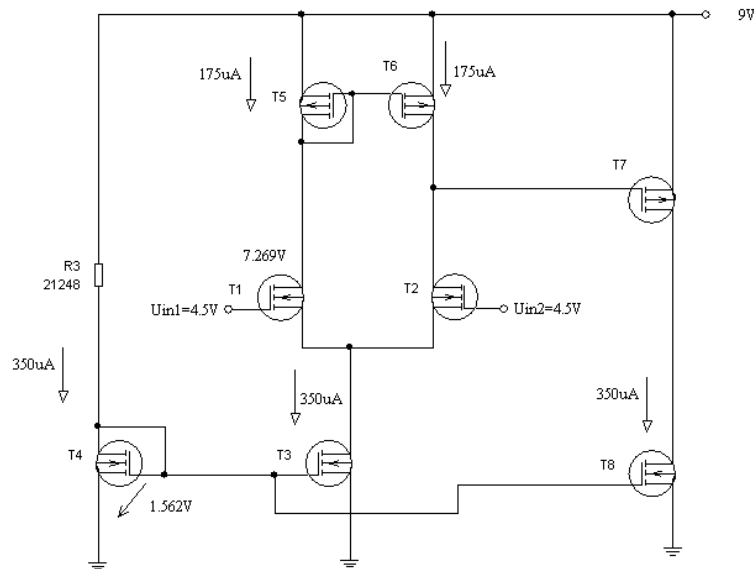 9V
175uA
T5
T6
175uA
T7
7.269V
R3
21248
T1
T2
Uin1=4.5V
Uin2=4.5V
350uA
350uA
350uA
T4
T3
T8
1.562V